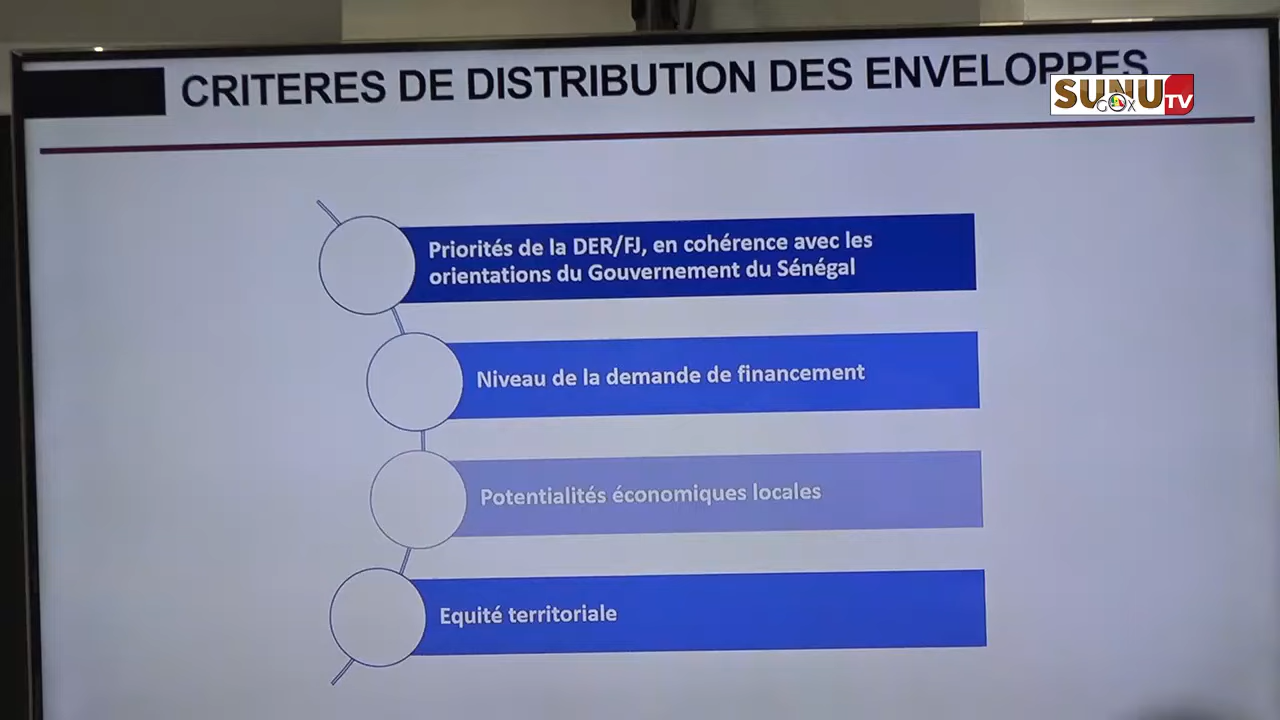 CRITERES DE DISTRIBUTION DES ENVELOPPES
SUNU
GOX
TV
Priorités de la DER/FJ, en cohérence avec les
orientations du Gouvernement du Sénégal
Niveau de la demande de financement
Potentialités économiques locales
Equité territoriale